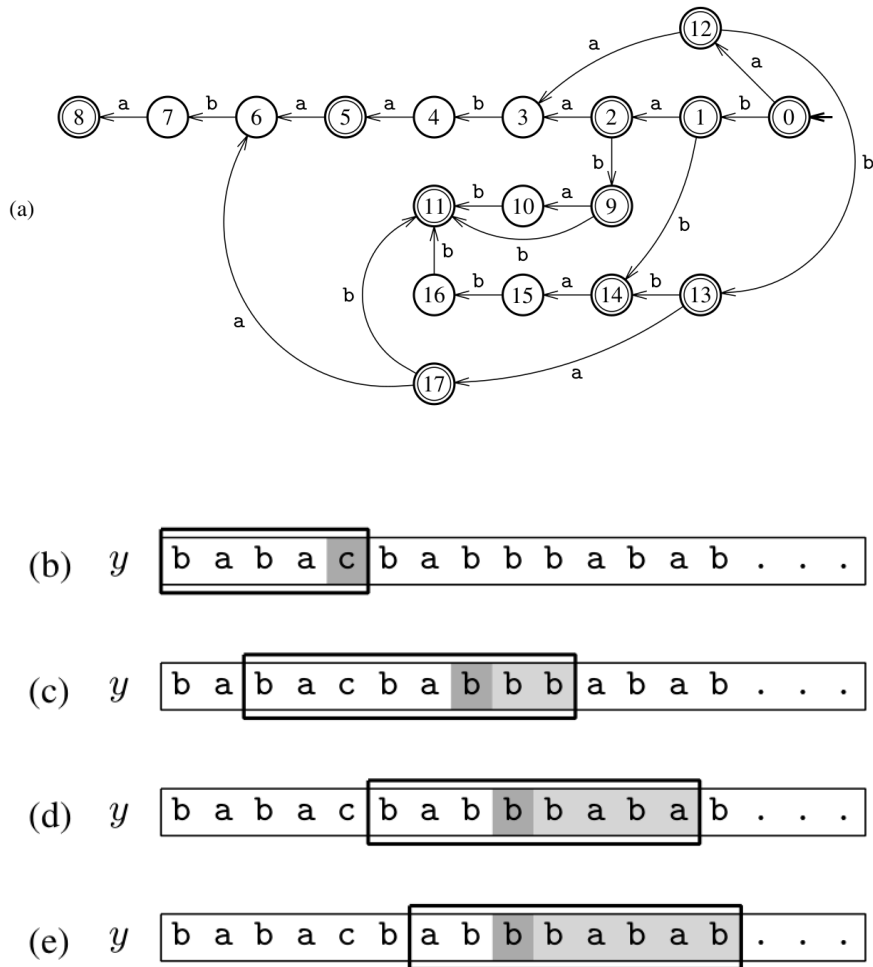 12
a
a
8 a 7 b 6 a 5 a 4 b 3 a 2 a 1 b 0
b b
(a) 11 b 10 a 9
b
b b
b 16 b 15 a 14 b 13
a
a
17
(b) y b a b a c b a b b b a b a b . . .
(c) y b a b a c b a b b b a b a b . . .
(d) y b a b a c b a b b b a b a b . . .
(e) y b a b a c b a b b b a b a b . . .